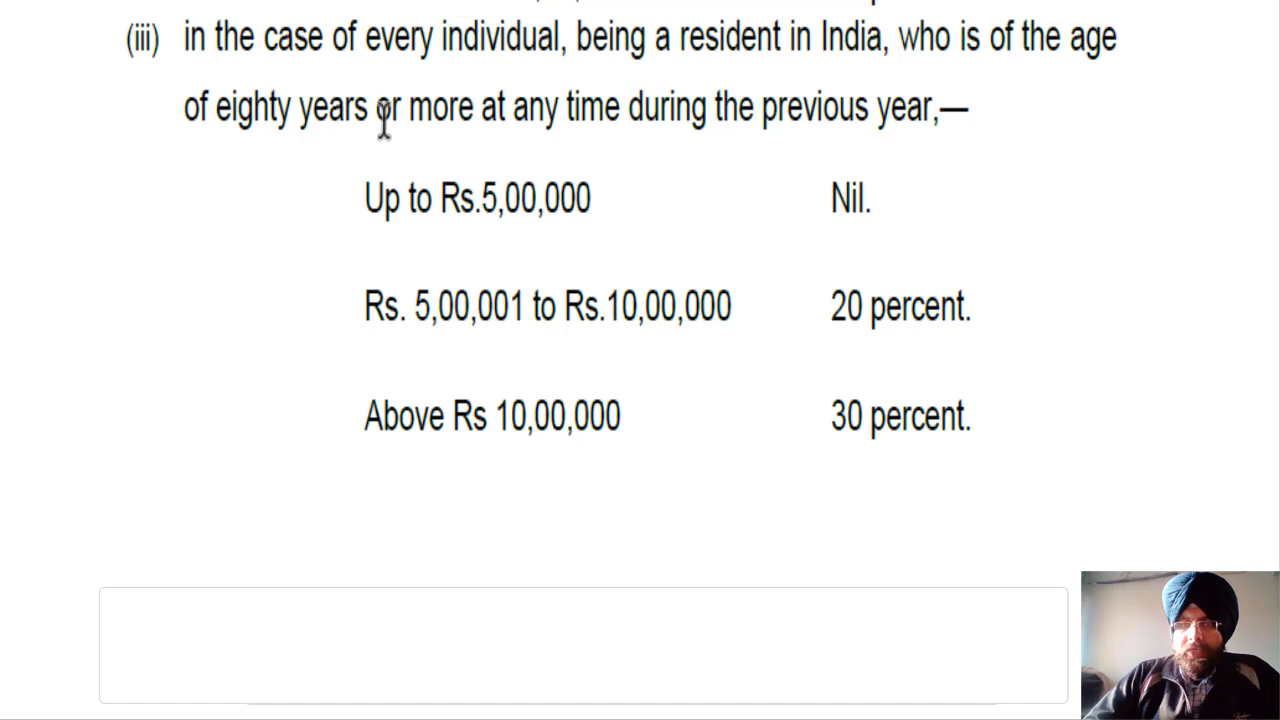 (iii) in the case of every individual, being a resident in India, who is of the age
of eighty years or more at any time during the previous year,—
Up to Rs.5,00,000 Nil.
Rs. 5,00,001 to Rs.10,00,000 20 percent.
Above Rs 10,00,000 30 percent.